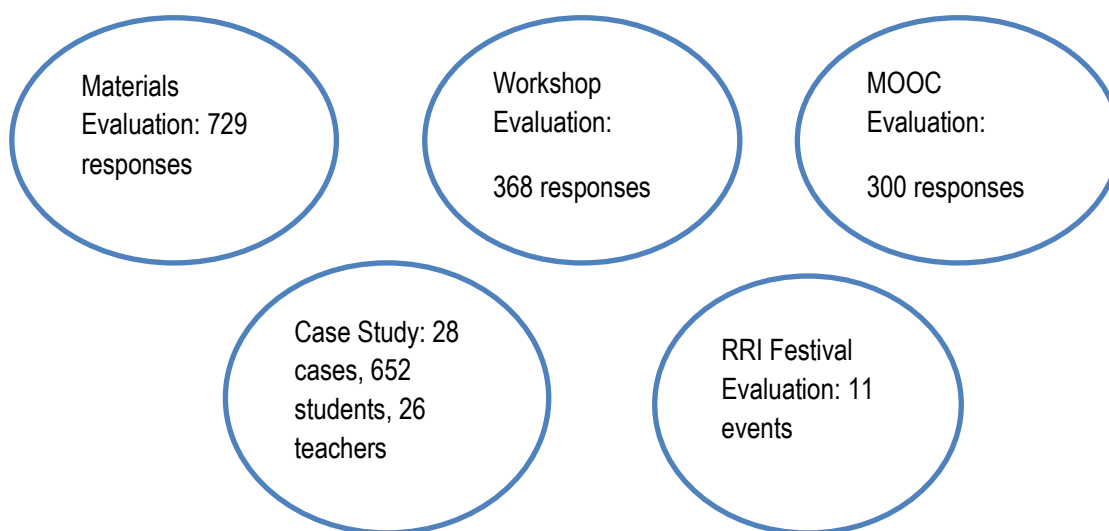 Materials
Evaluation: 729
responses
Workshop
Evaluation:
368 responses
MOOC
Evaluation:
300 responses
Case Study: 28
cases, 652
students, 26
teachers
RRI Festival
Evaluation: 11
events